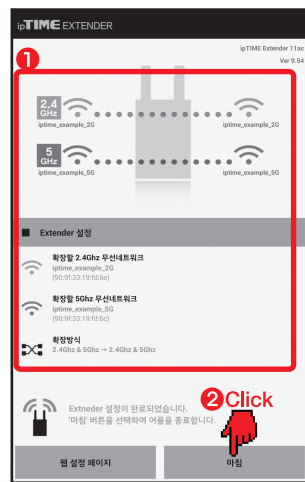 ipTIME EXTENDER
ipTIME Extender 11ac
Ver 9.54
1
2.4 GHz
iptime_example_2G
iptime_example_2G
5 GHz
iptime_example_5G
iptime_example_5G
Extender 설정
확장할 2.4Ghz 무선네트워크
iptime_example_2G
(90:9f:33:19:fd:6e)
확장할 5Ghz 무선네트워크
iptime_example_5G
(90:9f:33:19:fd:6c)
확장방식
2.4Ghz & 5Ghz → 2.4Ghz & 5Ghz
2Click
Extneder 설정이 완료되었습니다.
'마침' 버튼을 선택하여 어플을 종료합니다.
웹 설정 페이지
마침